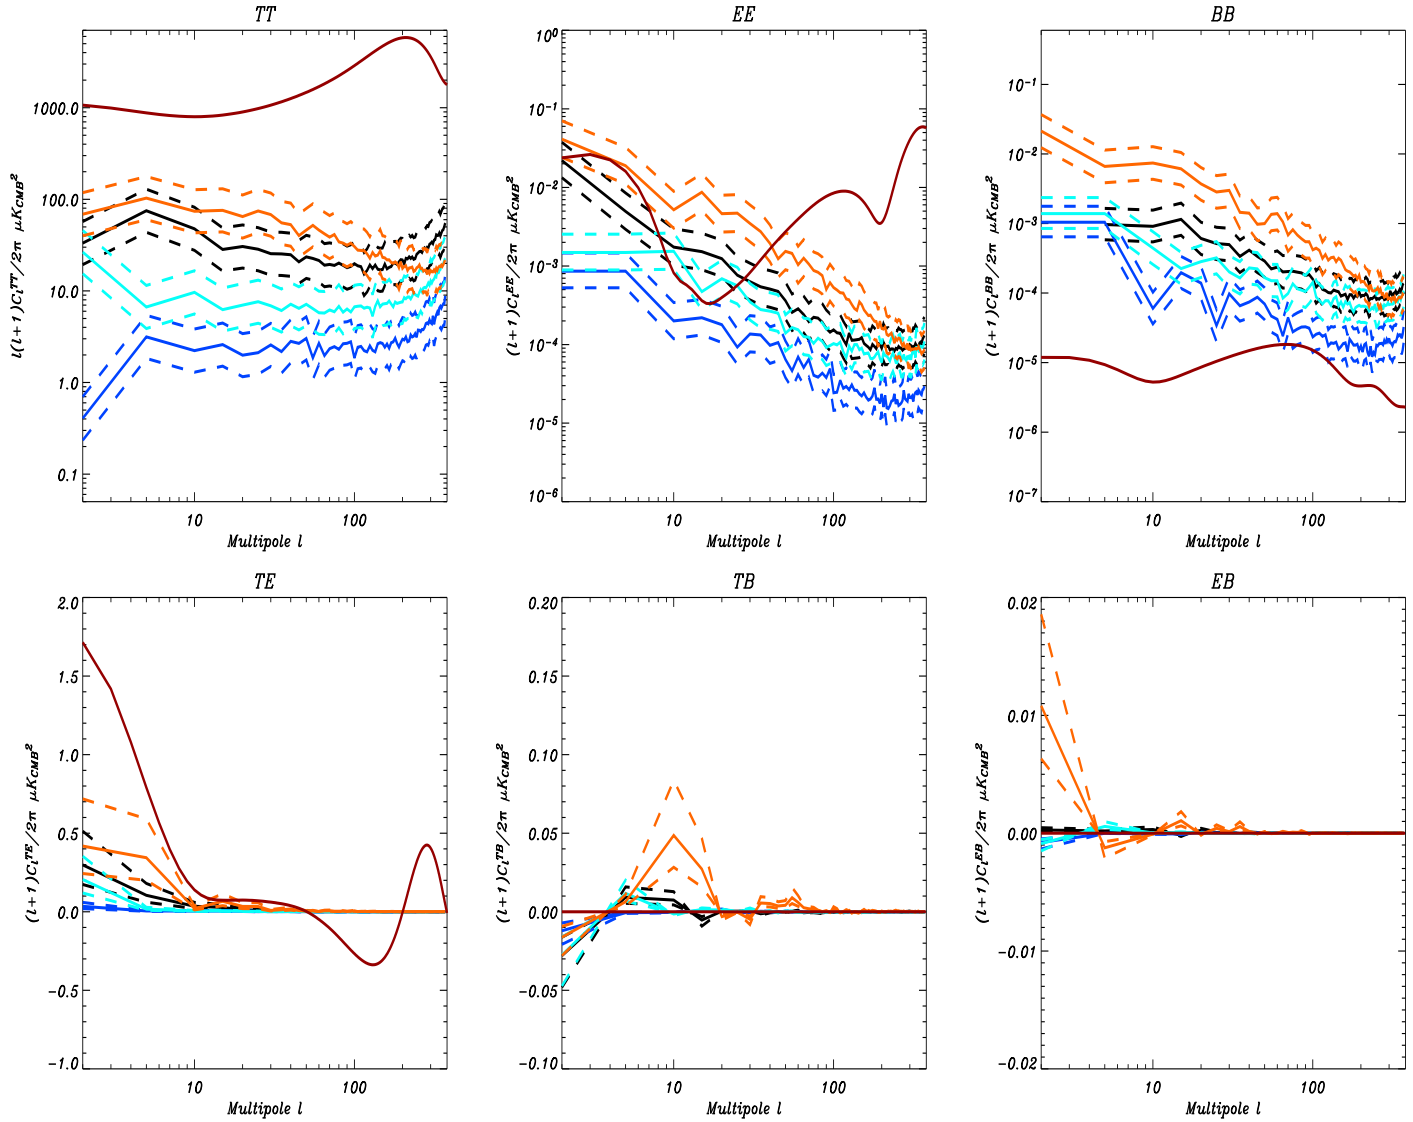 TT
EE
BB
1000.0
100.0
10.0
1.0
0.1
l(l+1)C_l^TT/2π μK_CMB^2
10
100
Multipole l
10^0
10^-1
10^-2
10^-3
10^-4
10^-5
10^-6
(l+1)C_l^EE/2π μK_CMB^2
10
100
Multipole l
10^-1
10^-2
10^-3
10^-4
10^-5
10^-6
10^-7
(l+1)C_l^BB/2π μK_CMB^2
10
100
Multipole l
TE
TB
EB
2.0
1.5
1.0
0.5
0.0
-0.5
-1.0
(l+1)C_l^TE/2π μK_CMB^2
10
100
Multipole l
0.20
0.15
0.10
0.05
0.00
-0.05
-0.10
(l+1)C_l^TB/2π μK_CMB^2
10
100
Multipole l
0.02
0.01
0.00
-0.01
-0.02
(l+1)C_l^EB/2π μK_CMB^2
10
100
Multipole l